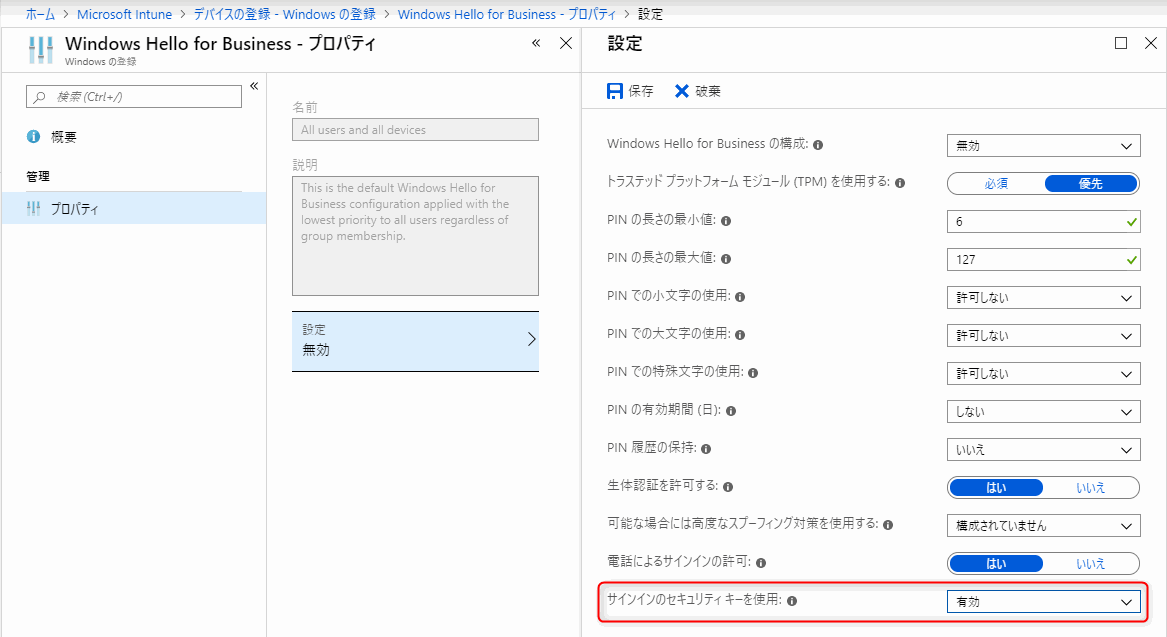 ホーム > Microsoft Intune > デバイスの登録 - Windows の登録 > Windows Hello for Business - プロパティ > 設定
Windows Hello for Business - プロパティ
Windows の登録
検索 (Ctrl+/)
概要
管理
プロパティ
名前
All users and all devices
説明
This is the default Windows Hello for
Business configuration applied with the
lowest priority to all users regardless of
group membership.
設定
無効
設定
保存 破棄
Windows Hello for Business の構成: 無効
トラステッド プラットフォーム モジュール (TPM) を使用する: 必須 優先
PIN の長さの最小値: 6
PIN の長さの最大値: 127
PIN での小文字の使用: 許可しない
PIN での大文字の使用: 許可しない
PIN での特殊文字の使用: 許可しない
PIN の有効期間 (日): しない
PIN 履歴の保持: いいえ
生体認証を許可する: はい いいえ
可能な場合には高度なスプーフィング対策を使用する: 構成されていません
電話によるサインインの許可: はい いいえ
サインインのセキュリティ キーを使用: 有効